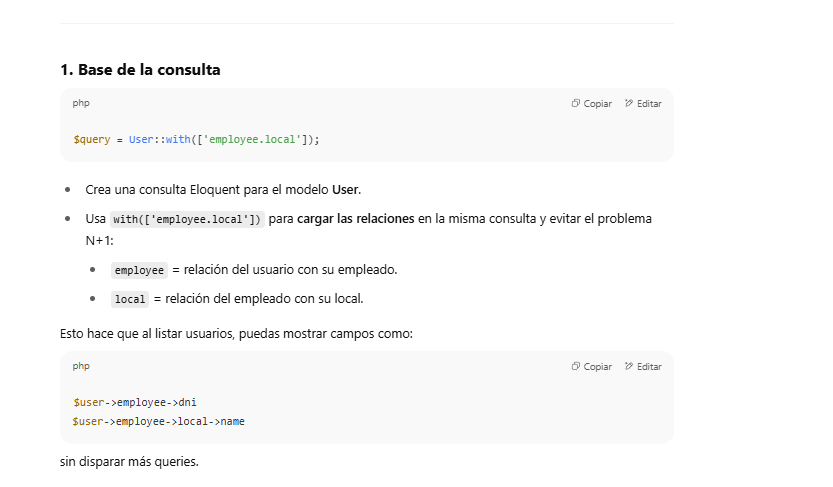 1. Base de la consulta
php
Copiar
Editar
$query = User::with(['employee.local']);
Crea una consulta Eloquent para el modelo User.
Usa with(['employee.local']) para cargar las relaciones en la misma consulta y evitar el problema
N+1:
employee = relación del usuario con su empleado.
local = relación del empleado con su local.
Esto hace que al listar usuarios, puedas mostrar campos como:
php
Copiar
Editar
$user->employee->dni
$user->employee->local->name
sin disparar más queries.